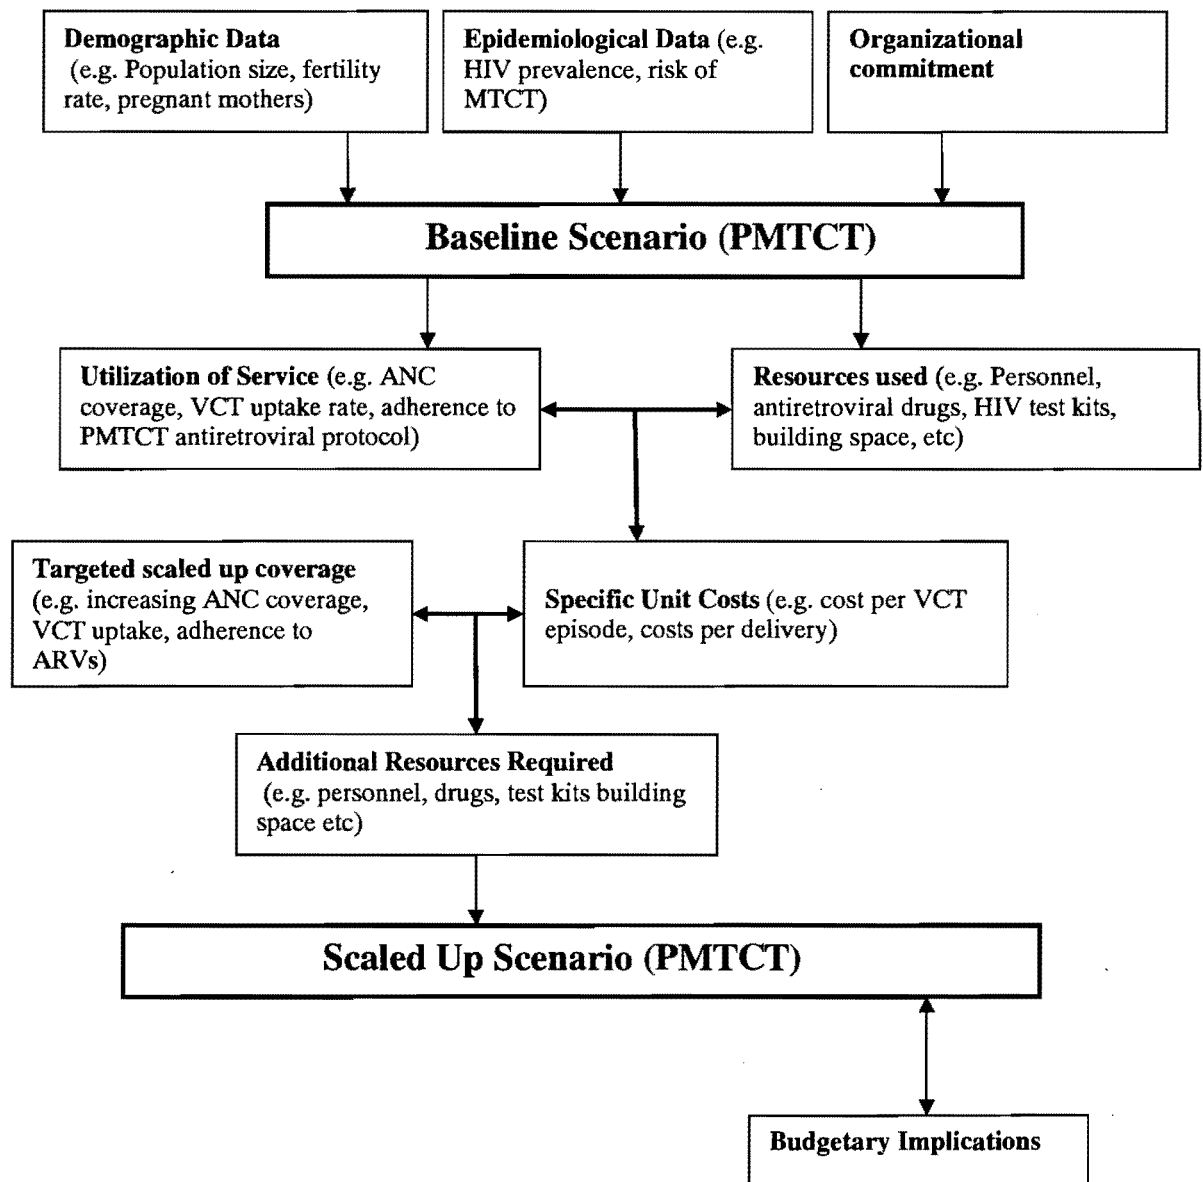 Demographic Data
(e.g. Population size, fertility
rate, pregnant mothers)
Epidemiological Data (e.g.
HIV prevalence, risk of
MTCT)
Organizational
commitment
Baseline Scenario (PMTCT)
Utilization of Service (e.g. ANC
coverage, VCT uptake rate, adherence to
PMTCT antiretroviral protocol)
Resources used (e.g. Personnel,
antiretroviral drugs, HIV test kits,
building space, etc)
Targeted scaled up coverage
(e.g. increasing ANC coverage,
VCT uptake, adherence to
ARVs)
Specific Unit Costs (e.g. cost per VCT
episode, costs per delivery)
Additional Resources Required
(e.g. personnel, drugs, test kits building
space etc)
Scaled Up Scenario (PMTCT)
Budgetary Implications